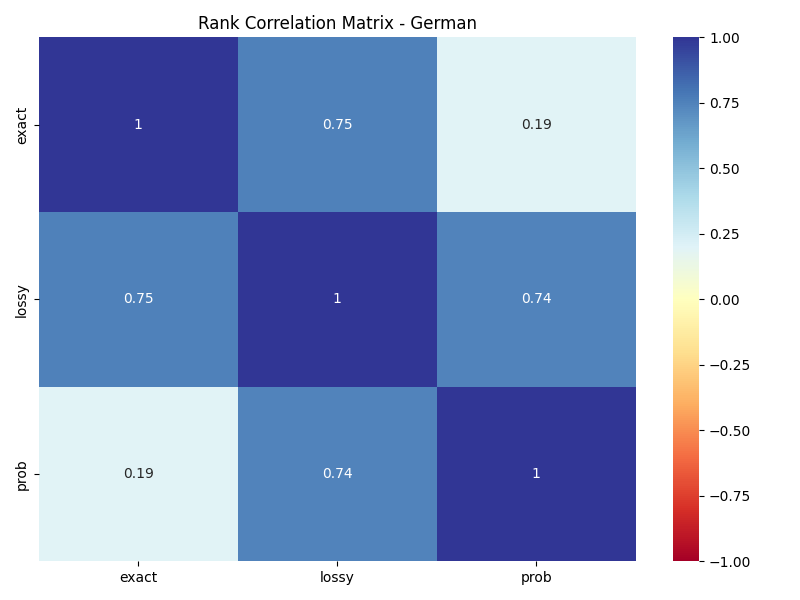 Rank Correlation Matrix - German
exact
1
0.75
0.19
lossy
0.75
1
0.74
prob
0.19
0.74
1
exact
lossy
prob
1.00
0.75
0.50
0.25
0.00
−0.25
−0.50
−0.75
−1.00